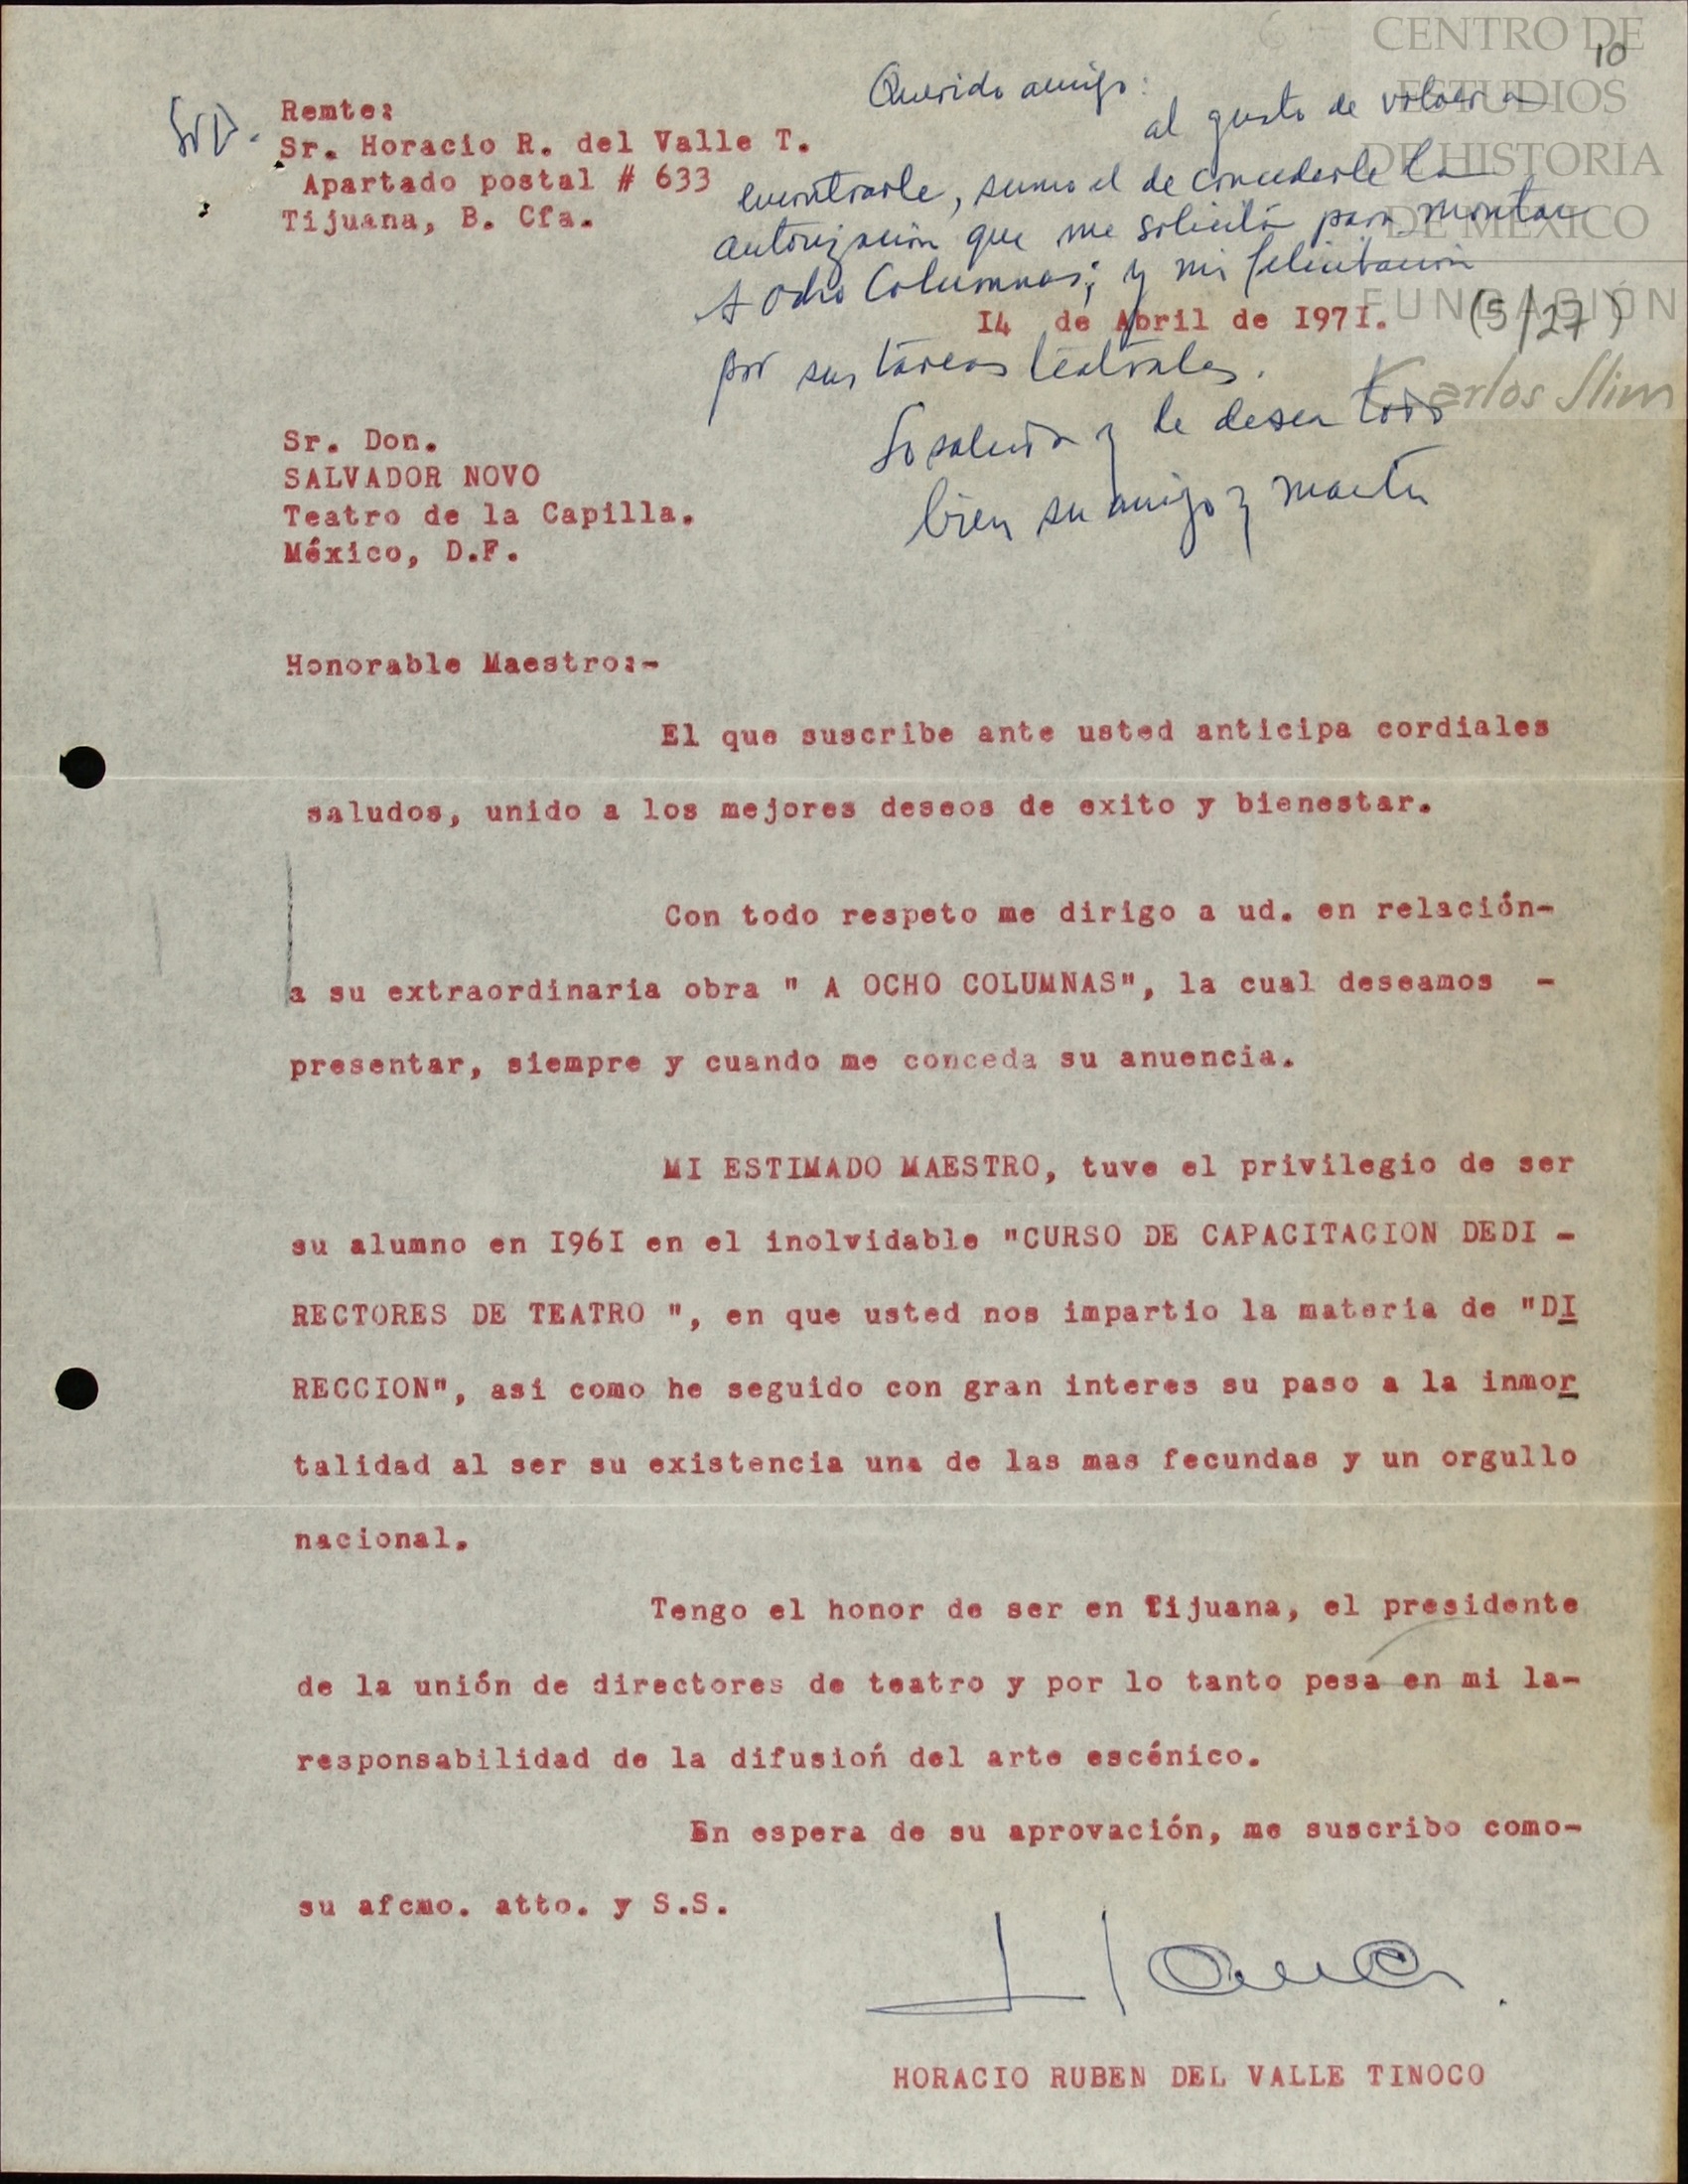 CENTRO DE
ESTUDIOS
DE HISTORIA
DE MÉXICO
FUNDACIÓN
Carlos Slim
10
Querido amigo:
al gusto de volver a
encontrarle, sumo el de concederle la
autorización que me solicita para montar
A Ocho Columnas; y mi felicitación
por sus tareas teatrales.
Lo saluda y le desea todo
bien su amigo y
(5/27)
Remte:
Sr. Horacio R. del Valle T.
Apartado postal # 633
Tijuana, B. Cfa.
I4 de Abril de I97I.
Sr. Don.
SALVADOR NOVO
Teatro de la Capilla.
México, D.F.
Honorable Maestro:-
El que suscribe ante usted anticipa cordiales
saludos, unido a los mejores deseos de exito y bienestar.
Con todo respeto me dirigo a ud. en relación-
a su extraordinaria obra " A OCHO COLUMNAS", la cual deseamos -
presentar, siempre y cuando me conceda su anuencia.
MI ESTIMADO MAESTRO, tuve el privilegio de ser
su alumno en I96I en el inolvidable "CURSO DE CAPACITACION DEDI -
RECTORES DE TEATRO ", en que usted nos impartio la materia de "DI
RECCION", asi como he seguido con gran interes su paso a la inmor
talidad al ser su existencia una de las mas fecundas y un orgullo
nacional.
Tengo el honor de ser en Tijuana, el presidente
de la unión de directores de teatro y por lo tanto pesa en mi la-
responsabilidad de la difusioń del arte escénico.
En espera de su aprovación, me suscribo como-
su afcmo. atto. y S.S.
HORACIO RUBEN DEL VALLE TINOCO